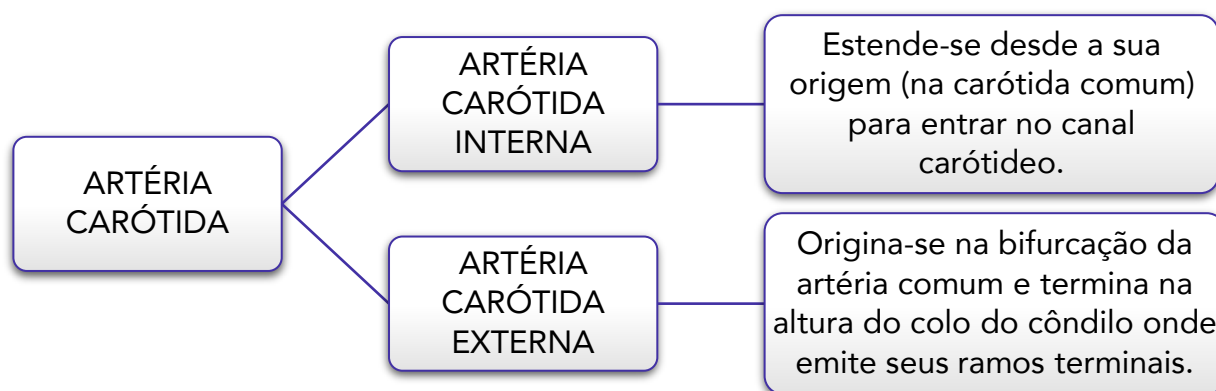 ARTÉRIA
CARÓTIDA
ARTÉRIA
CARÓTIDA
INTERNA
Estende-se desde a sua
origem (na carótida comum)
para entrar no canal
carótideo.
ARTÉRIA
CARÓTIDA
EXTERNA
Origina-se na bifurcação da
artéria comum e termina na
altura do colo do côndilo onde
emite seus ramos terminais.